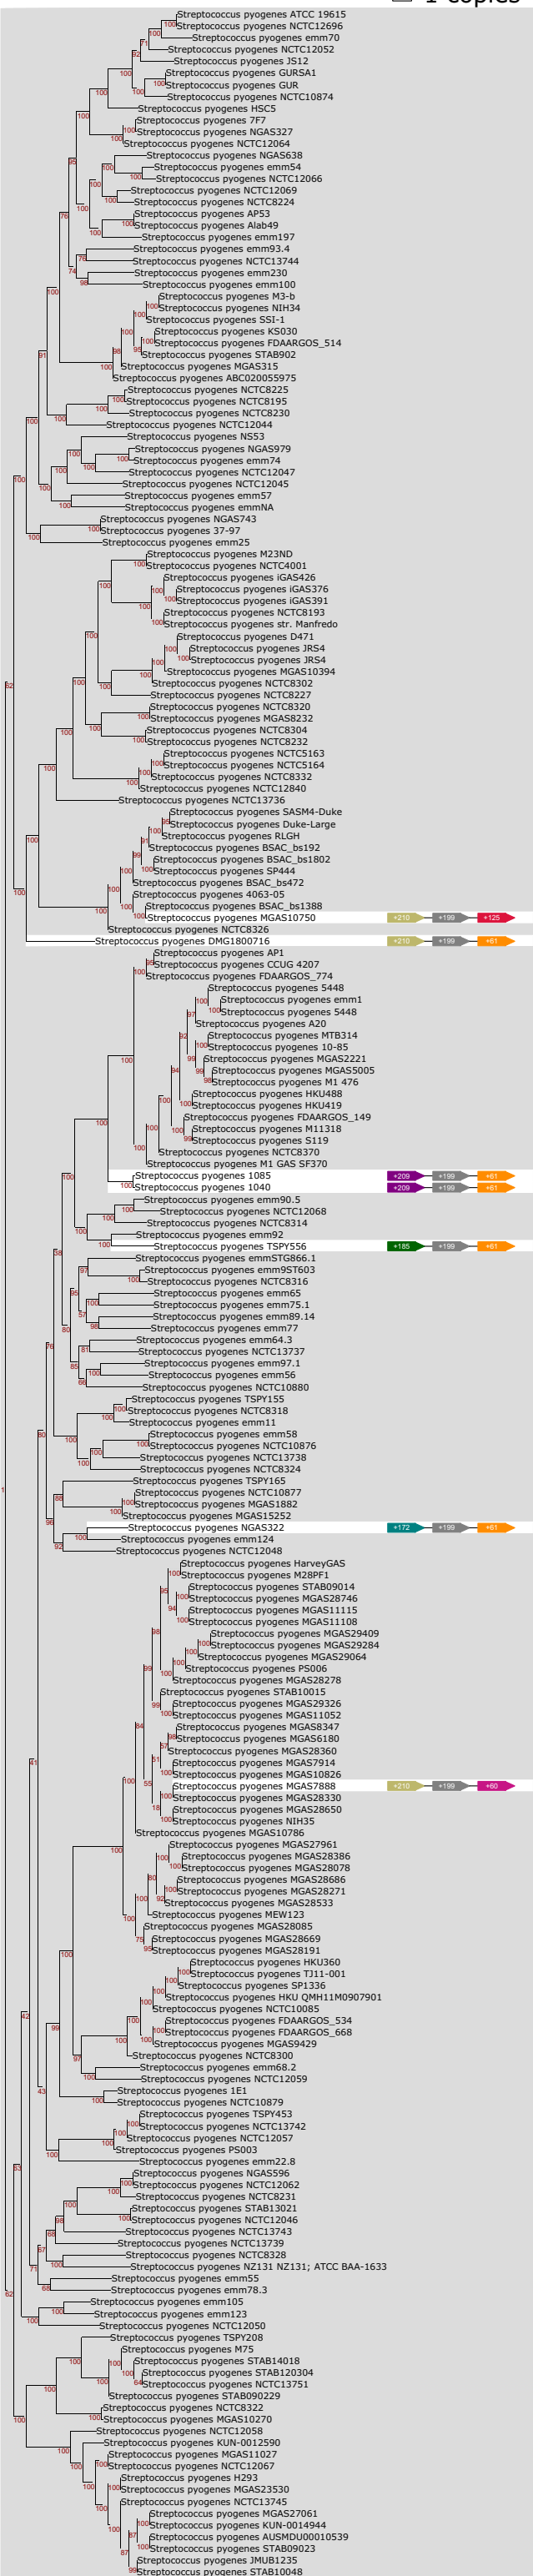 1 copies
Streptococcus pyogenes ATCC 19615
Streptococcus pyogenes NCTC12696
Streptococcus pyogenes emm70
Streptococcus pyogenes NCTC12052
Streptococcus pyogenes JS12
Streptococcus pyogenes GURSA1
Streptococcus pyogenes GUR
Streptococcus pyogenes NCTC10874
Streptococcus pyogenes HSC5
Streptococcus pyogenes 7F7
Streptococcus pyogenes NGAS327
Streptococcus pyogenes NCTC12064
Streptococcus pyogenes NGAS638
Streptococcus pyogenes emm54
Streptococcus pyogenes NCTC12066
Streptococcus pyogenes NCTC12069
Streptococcus pyogenes NCTC8224
Streptococcus pyogenes AP53
Streptococcus pyogenes Alab49
Streptococcus pyogenes emm197
Streptococcus pyogenes emm93.4
Streptococcus pyogenes NCTC13744
Streptococcus pyogenes emm230
Streptococcus pyogenes emm100
Streptococcus pyogenes M3-b
Streptococcus pyogenes NIH34
Streptococcus pyogenes SSI-1
Streptococcus pyogenes KS030
Streptococcus pyogenes FDAARGOS_514
Streptococcus pyogenes STAB902
Streptococcus pyogenes MGAS315
Streptococcus pyogenes ABC020055975
Streptococcus pyogenes NCTC8225
Streptococcus pyogenes NCTC8195
Streptococcus pyogenes NCTC8230
Streptococcus pyogenes NCTC12044
Streptococcus pyogenes NS53
Streptococcus pyogenes NGAS979
Streptococcus pyogenes emm74
Streptococcus pyogenes NCTC12047
Streptococcus pyogenes NCTC12045
Streptococcus pyogenes emm57
Streptococcus pyogenes emmNA
Streptococcus pyogenes NGAS743
Streptococcus pyogenes 37-97
Streptococcus pyogenes emm25
Streptococcus pyogenes M23ND
Streptococcus pyogenes NCTC4001
Streptococcus pyogenes iGAS426
Streptococcus pyogenes iGAS376
Streptococcus pyogenes iGAS391
Streptococcus pyogenes NCTC8193
Streptococcus pyogenes str. Manfredo
Streptococcus pyogenes D471
Streptococcus pyogenes JRS4
Streptococcus pyogenes JRS4
Streptococcus pyogenes MGAS10394
Streptococcus pyogenes NCTC8302
Streptococcus pyogenes NCTC8227
Streptococcus pyogenes NCTC8320
Streptococcus pyogenes MGAS8232
Streptococcus pyogenes NCTC8304
Streptococcus pyogenes NCTC8232
Streptococcus pyogenes NCTC5163
Streptococcus pyogenes NCTC5164
Streptococcus pyogenes NCTC8332
Streptococcus pyogenes NCTC12840
Streptococcus pyogenes NCTC13736
Streptococcus pyogenes SASM4-Duke
Streptococcus pyogenes Duke-Large
Streptococcus pyogenes RLGH
Streptococcus pyogenes BSAC_bs192
Streptococcus pyogenes BSAC_bs1802
Streptococcus pyogenes SP444
Streptococcus pyogenes BSAC_bs472
Streptococcus pyogenes 4063-05
Streptococcus pyogenes BSAC_bs1388
Streptococcus pyogenes MGAS10750 +210 +199 +125
Streptococcus pyogenes NCTC8326
Streptococcus pyogenes DMG1800716 +210 +199 +61
Streptococcus pyogenes AP1
Streptococcus pyogenes CCUG 4207
Streptococcus pyogenes FDAARGOS_774
Streptococcus pyogenes 5448
Streptococcus pyogenes emm1
Streptococcus pyogenes 5448
Streptococcus pyogenes A20
Streptococcus pyogenes MTB314
Streptococcus pyogenes 10-85
Streptococcus pyogenes MGAS2221
Streptococcus pyogenes MGAS5005
Streptococcus pyogenes M1 476
Streptococcus pyogenes HKU488
Streptococcus pyogenes HKU419
Streptococcus pyogenes FDAARGOS_149
Streptococcus pyogenes M11318
Streptococcus pyogenes S119
Streptococcus pyogenes NCTC8370
Streptococcus pyogenes M1 GAS SF370
Streptococcus pyogenes 1085 +209 +199 +61
Streptococcus pyogenes 1040 +209 +199 +61
Streptococcus pyogenes emm90.5
Streptococcus pyogenes NCTC12068
Streptococcus pyogenes NCTC8314
Streptococcus pyogenes emm92
Streptococcus pyogenes TSPY556 +185 +199 +61
Streptococcus pyogenes emmSTG866.1
Streptococcus pyogenes emm9ST603
Streptococcus pyogenes NCTC8316
Streptococcus pyogenes emm65
Streptococcus pyogenes emm75.1
Streptococcus pyogenes emm89.14
Streptococcus pyogenes emm77
Streptococcus pyogenes emm64.3
Streptococcus pyogenes NCTC13737
Streptococcus pyogenes emm97.1
Streptococcus pyogenes emm56
Streptococcus pyogenes NCTC10880
Streptococcus pyogenes TSPY155
Streptococcus pyogenes NCTC8318
Streptococcus pyogenes emm11
Streptococcus pyogenes emm58
Streptococcus pyogenes NCTC10876
Streptococcus pyogenes NCTC13738
Streptococcus pyogenes NCTC8324
Streptococcus pyogenes TSPY165
Streptococcus pyogenes NCTC10877
Streptococcus pyogenes MGAS1882
Streptococcus pyogenes MGAS15252
Streptococcus pyogenes NGAS322 +172 +199 +61
Streptococcus pyogenes emm124
Streptococcus pyogenes NCTC12048
Streptococcus pyogenes HarveyGAS
Streptococcus pyogenes M28PF1
Streptococcus pyogenes STAB09014
Streptococcus pyogenes MGAS28746
Streptococcus pyogenes MGAS11115
Streptococcus pyogenes MGAS11108
Streptococcus pyogenes MGAS29409
Streptococcus pyogenes MGAS29284
Streptococcus pyogenes MGAS29064
Streptococcus pyogenes PS006
Streptococcus pyogenes MGAS28278
Streptococcus pyogenes STAB10015
Streptococcus pyogenes MGAS29326
Streptococcus pyogenes MGAS11052
Streptococcus pyogenes MGAS8347
Streptococcus pyogenes MGAS6180
Streptococcus pyogenes MGAS28360
Streptococcus pyogenes MGAS7914
Streptococcus pyogenes MGAS10826
Streptococcus pyogenes MGAS7888 +210 +199 +60
Streptococcus pyogenes MGAS28330
Streptococcus pyogenes MGAS28650
Streptococcus pyogenes NIH35
Streptococcus pyogenes MGAS10786
Streptococcus pyogenes MGAS27961
Streptococcus pyogenes MGAS28386
Streptococcus pyogenes MGAS28078
Streptococcus pyogenes MGAS28686
Streptococcus pyogenes MGAS28271
Streptococcus pyogenes MGAS28533
Streptococcus pyogenes MEW123
Streptococcus pyogenes MGAS28085
Streptococcus pyogenes MGAS28669
Streptococcus pyogenes MGAS28191
Streptococcus pyogenes HKU360
Streptococcus pyogenes TJ11-001
Streptococcus pyogenes SP1336
Streptococcus pyogenes HKU QMH11M0907901
Streptococcus pyogenes NCTC10085
Streptococcus pyogenes FDAARGOS_534
Streptococcus pyogenes FDAARGOS_668
Streptococcus pyogenes MGAS9429
Streptococcus pyogenes NCTC8300
Streptococcus pyogenes emm68.2
Streptococcus pyogenes NCTC12059
Streptococcus pyogenes 1E1
Streptococcus pyogenes NCTC10879
Streptococcus pyogenes TSPY453
Streptococcus pyogenes NCTC13742
Streptococcus pyogenes NCTC12057
Streptococcus pyogenes PS003
Streptococcus pyogenes emm22.8
Streptococcus pyogenes NGAS596
Streptococcus pyogenes NCTC12062
Streptococcus pyogenes NCTC8231
Streptococcus pyogenes STAB13021
Streptococcus pyogenes NCTC12046
Streptococcus pyogenes NCTC13743
Streptococcus pyogenes NCTC13739
Streptococcus pyogenes NCTC8328
Streptococcus pyogenes NZ131 NZ131; ATCC BAA-1633
Streptococcus pyogenes emm55
Streptococcus pyogenes emm78.3
Streptococcus pyogenes emm105
Streptococcus pyogenes emm123
Streptococcus pyogenes NCTC12050
Streptococcus pyogenes TSPY208
Streptococcus pyogenes M75
Streptococcus pyogenes STAB14018
Streptococcus pyogenes STAB120304
Streptococcus pyogenes NCTC13751
Streptococcus pyogenes STAB090229
Streptococcus pyogenes NCTC8322
Streptococcus pyogenes MGAS10270
Streptococcus pyogenes NCTC12058
Streptococcus pyogenes KUN-0012590
Streptococcus pyogenes MGAS11027
Streptococcus pyogenes NCTC12067
Streptococcus pyogenes H293
Streptococcus pyogenes MGAS23530
Streptococcus pyogenes NCTC13745
Streptococcus pyogenes MGAS27061
Streptococcus pyogenes KUN-0014944
Streptococcus pyogenes AUSMDU00010539
Streptococcus pyogenes STAB09023
Streptococcus pyogenes JMUB1235
Streptococcus pyogenes STAB10048